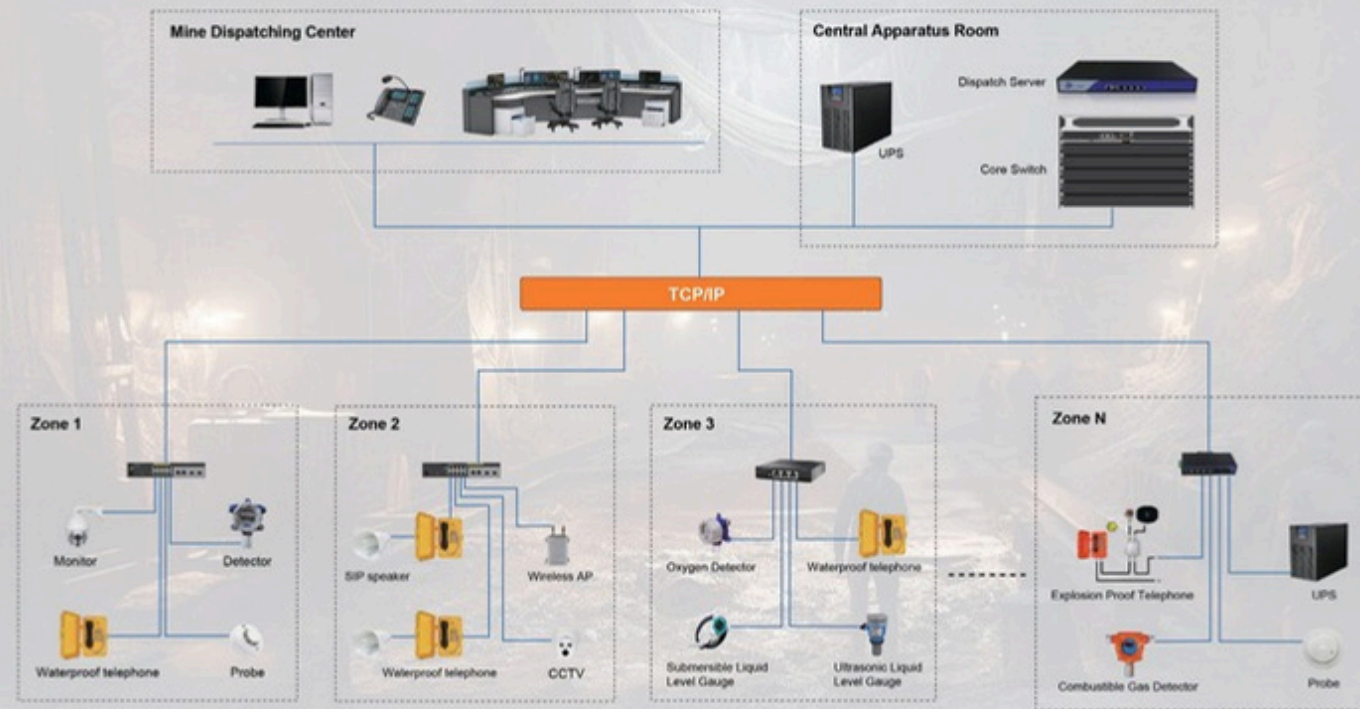 Mine Dispatching Center
Central Apparatus Room
Dispatch Server
UPS
Core Switch
TCP/IP
Zone 1
Monitor
Detector
Waterproof telephone
Probe
Zone 2
SIP speaker
Wireless AP
Waterproof telephone
CCTV
Zone 3
Oxygen Detector
Waterproof telephone
Submersible Liquid
Level Gauge
Ultrasonic Liquid
Level Gauge
Zone N
Explosion Proof Telephone
UPS
Combustible Gas Detector
Probe